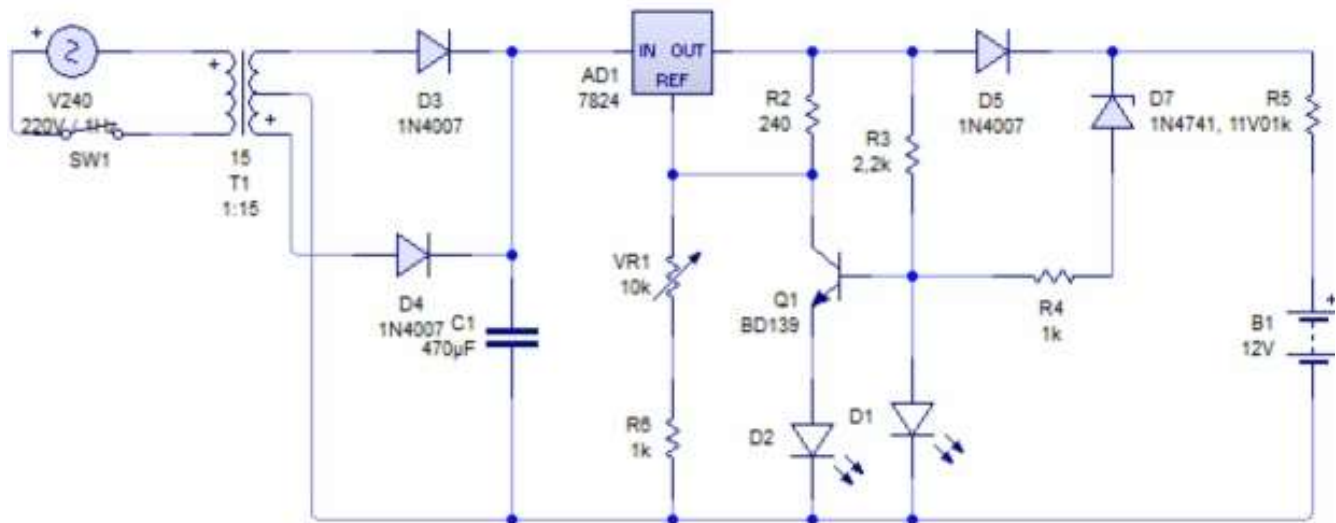 +
V240
220V / 1Hz
SW1
+
+
15
T1
1:15
D3
1N4007
D4
1N4007
C1
470µF
IN OUT
REF
AD1
7824
R2
240
R3
2,2k
D5
1N4007
D7
1N4741, 11V0
R5
1k
VR1
10k
Q1
BD139
R4
1k
+
B1
12V
R6
1k
D2
D1